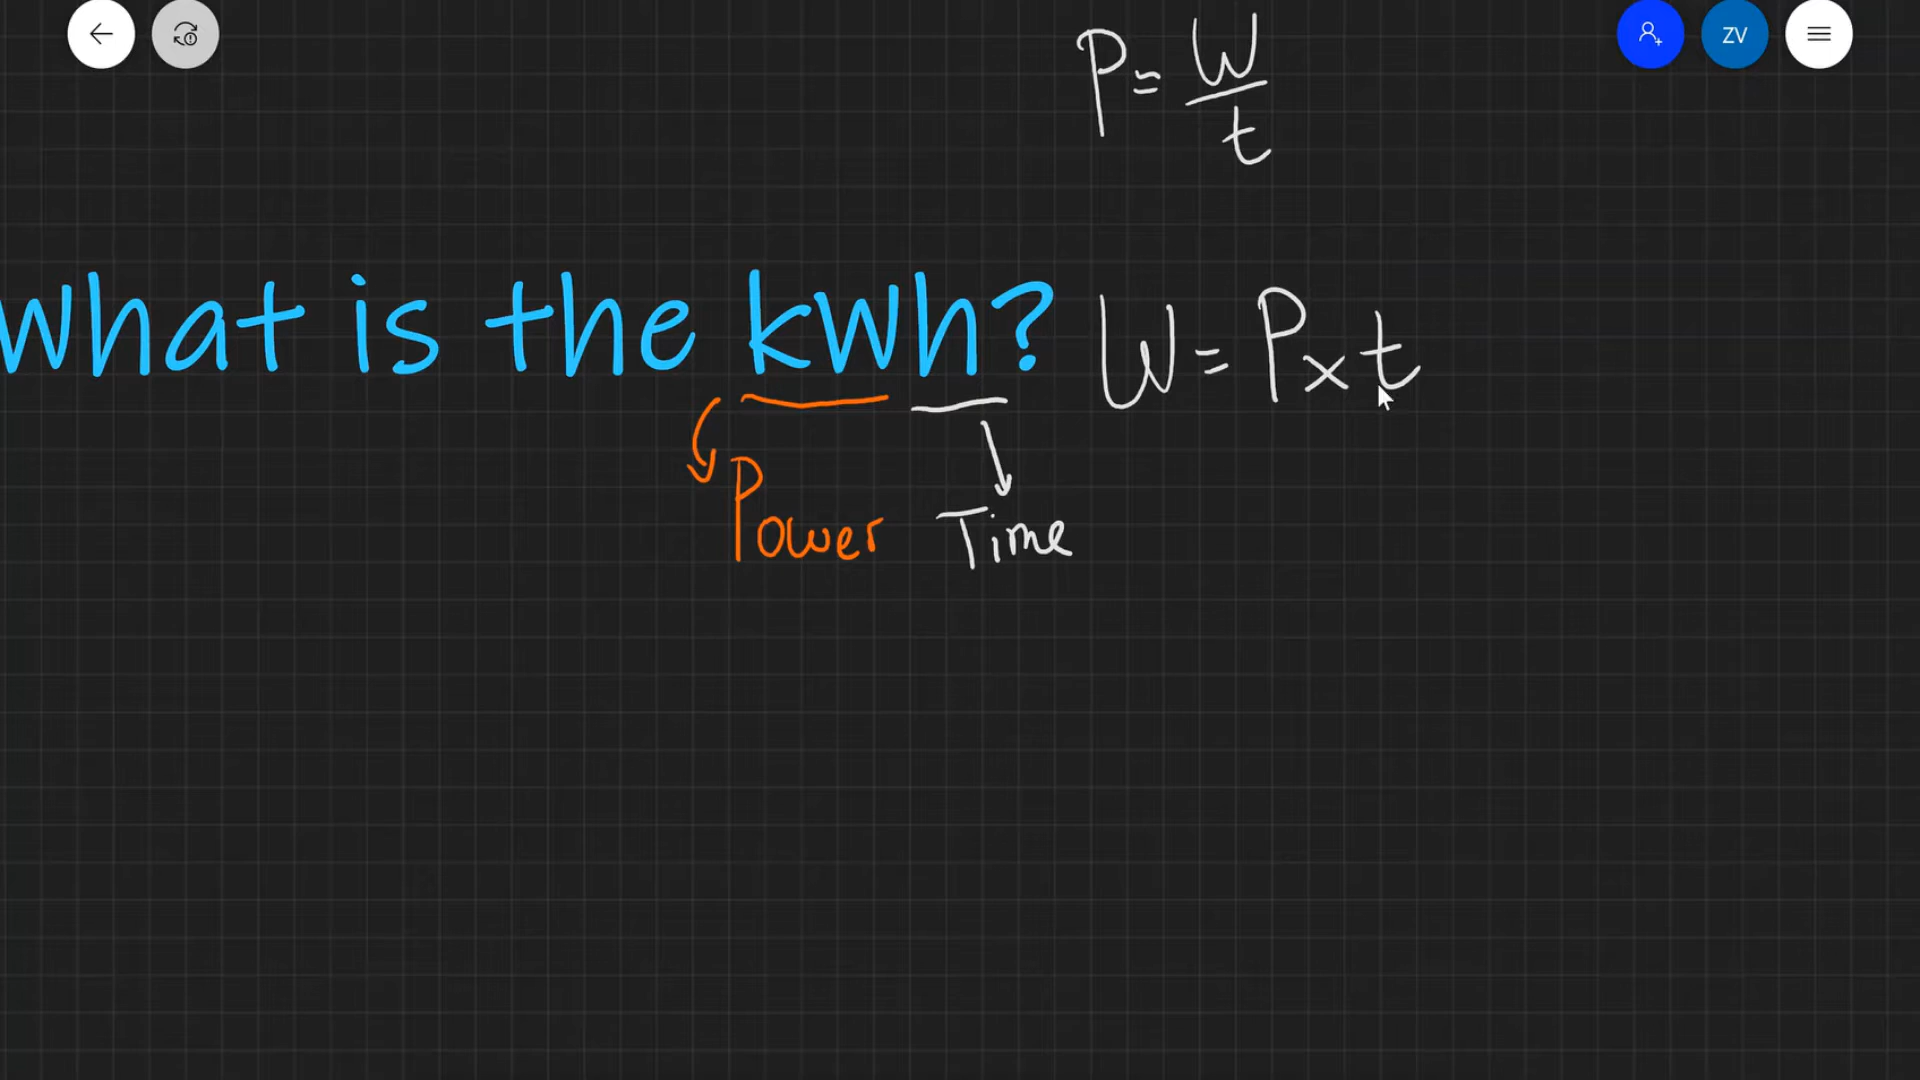 ZV
P = W/t
What is the kWh?
W = P x t
Power
Time